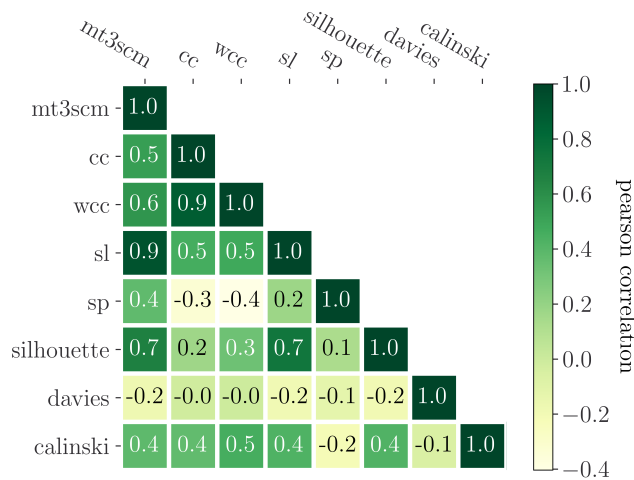 mt3scm cc wcc sl sp silhouette davies calinski
mt3scm 1.0
cc 0.5 1.0
wcc 0.6 0.9 1.0
sl 0.9 0.5 0.5 1.0
sp 0.4 -0.3 -0.4 0.2 1.0
silhouette 0.7 0.2 0.3 0.7 0.1 1.0
davies -0.2 -0.0 -0.0 -0.2 -0.1 -0.2 1.0
calinski 0.4 0.4 0.5 0.4 -0.2 0.4 -0.1 1.0
1.0
0.8
0.6
0.4
0.2
0.0
−0.2
−0.4
pearson correlation